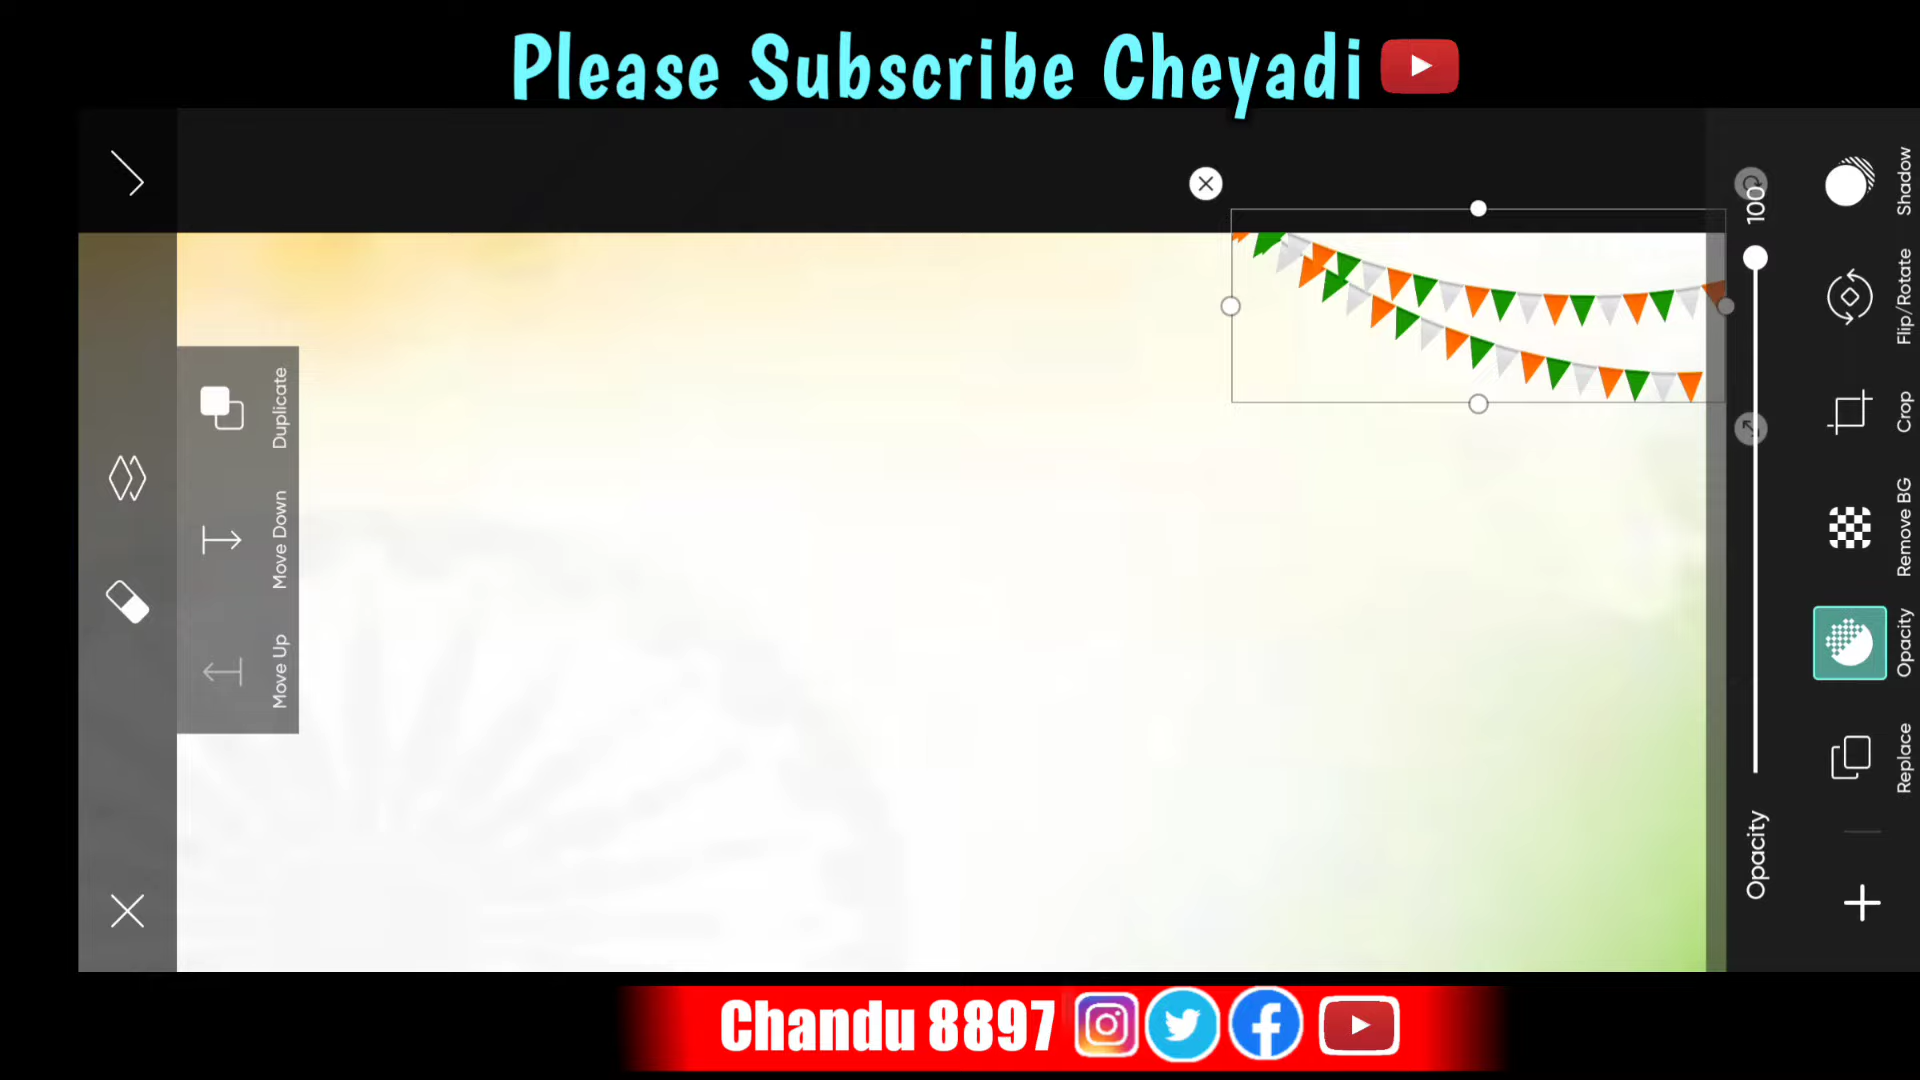 Please Subscribe Cheyadi
Duplicate
Move Down
Move Up
100
Opacity
Shadow
Flip/Rotate
Crop
Remove BG
Opacity
Replace
Chandu 8897